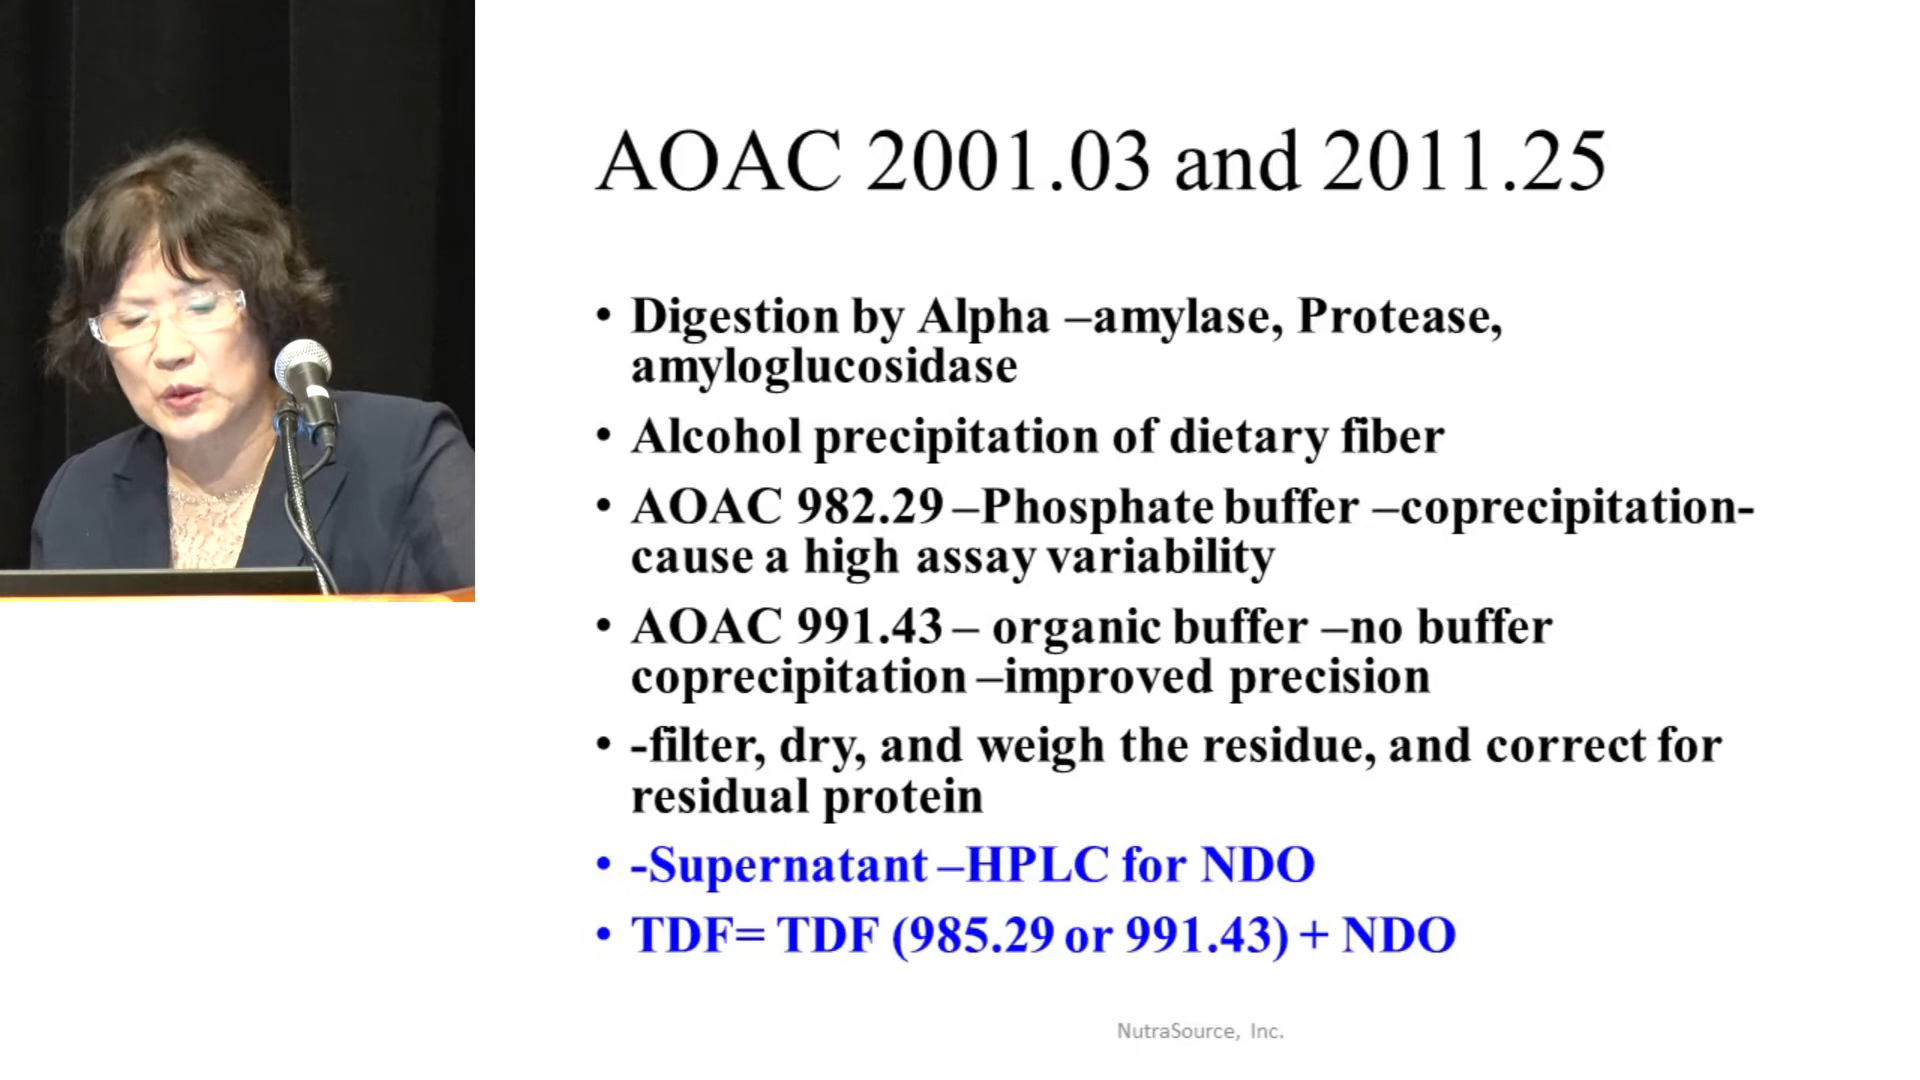 AOAC 2001.03 and 2011.25
• Digestion by Alpha –amylase, Protease,
amyloglucosidase
• Alcohol precipitation of dietary fiber
• AOAC 982.29 –Phosphate buffer –coprecipitation-
cause a high assay variability
• AOAC 991.43 – organic buffer –no buffer
coprecipitation –improved precision
• -filter, dry, and weigh the residue, and correct for
residual protein
• -Supernatant –HPLC for NDO
• TDF= TDF (985.29 or 991.43) + NDO
NutraSource, Inc.